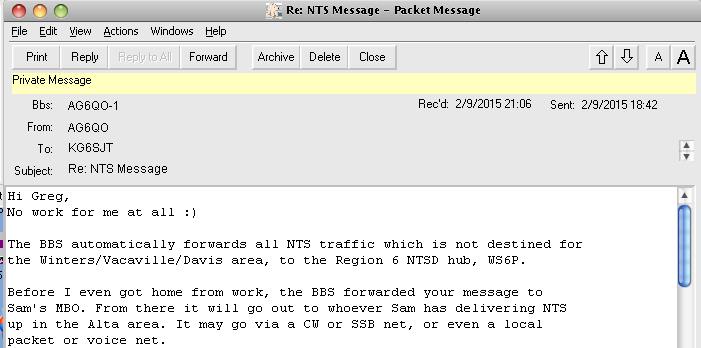 Re: NTS Message – Packet Message
File Edit View Actions Windows Help
Print Reply Reply to All Forward Archive Delete Close A A
Private Message
Bbs: AG6QO-1 Rec'd: 2/9/2015 21:06 Sent: 2/9/2015 18:42
From: AG6QO
To: KG6SJT
Subject: Re: NTS Message
Hi Greg,
No work for me at all :)
The BBS automatically forwards all NTS traffic which is not destined for
the Winters/Vacaville/Davis area, to the Region 6 NTSD hub, WS6P.
Before I even got home from work, the BBS forwarded your message to
Sam's MBO. From there it will go out to whoever Sam has delivering NTS
up in the Alta area. It may go via a CW or SSB net, or even a local
packet or voice net.